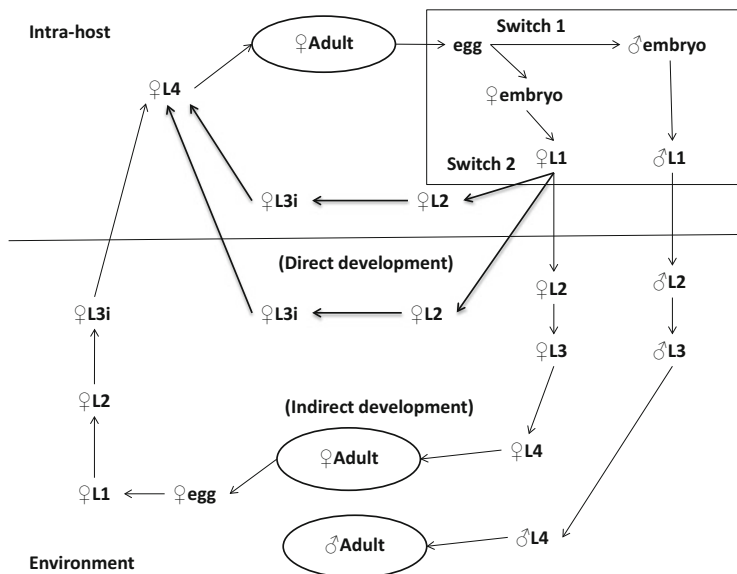 Intra-host
Switch 1
♀Adult
egg
♂embryo
♀L4
♀embryo
Switch 2
♀L1
♂L1
♀L3i
♀L2
(Direct development)
♀L2
♂L2
♀L3i
♀L3i
♀L2
♀L3
♂L3
♀L2
(Indirect development)
♀L4
♀Adult
♀L1
♀egg
♂L4
♂Adult
Environment